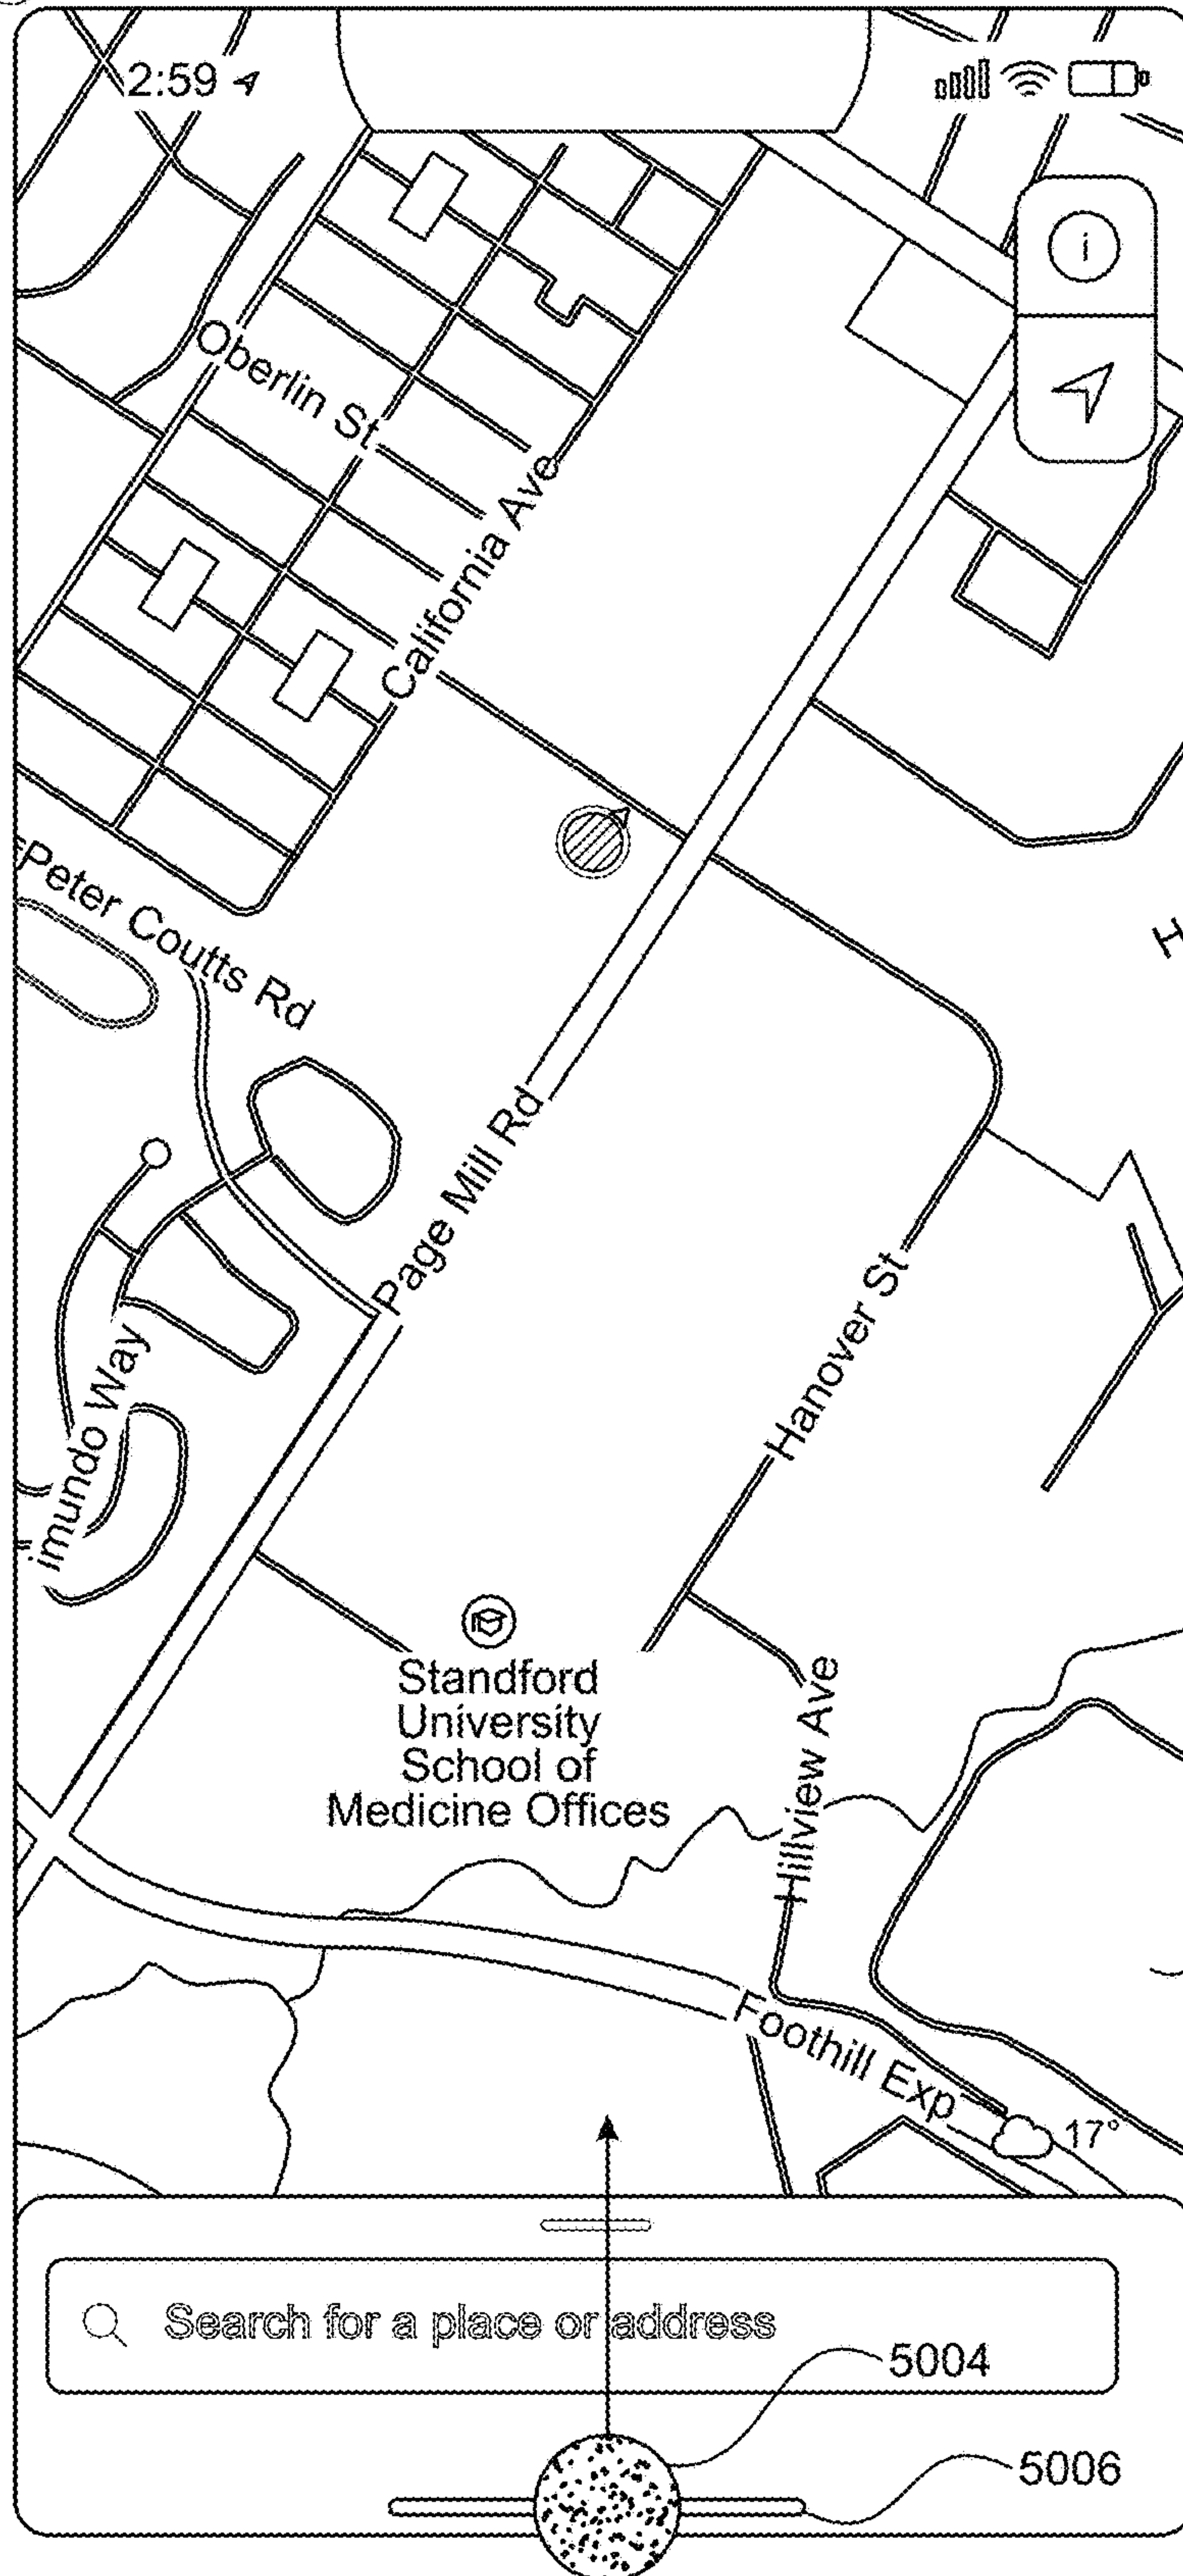 2:59
i
Oberlin St
California Ave
Peter Coutts Rd
H
Page Mill Rd
Hanover St
imundo Way
Standford
University
School of
Medicine Offices
Hillview Ave
Foothill Exp
17°
Search for a place or address
5004
5006